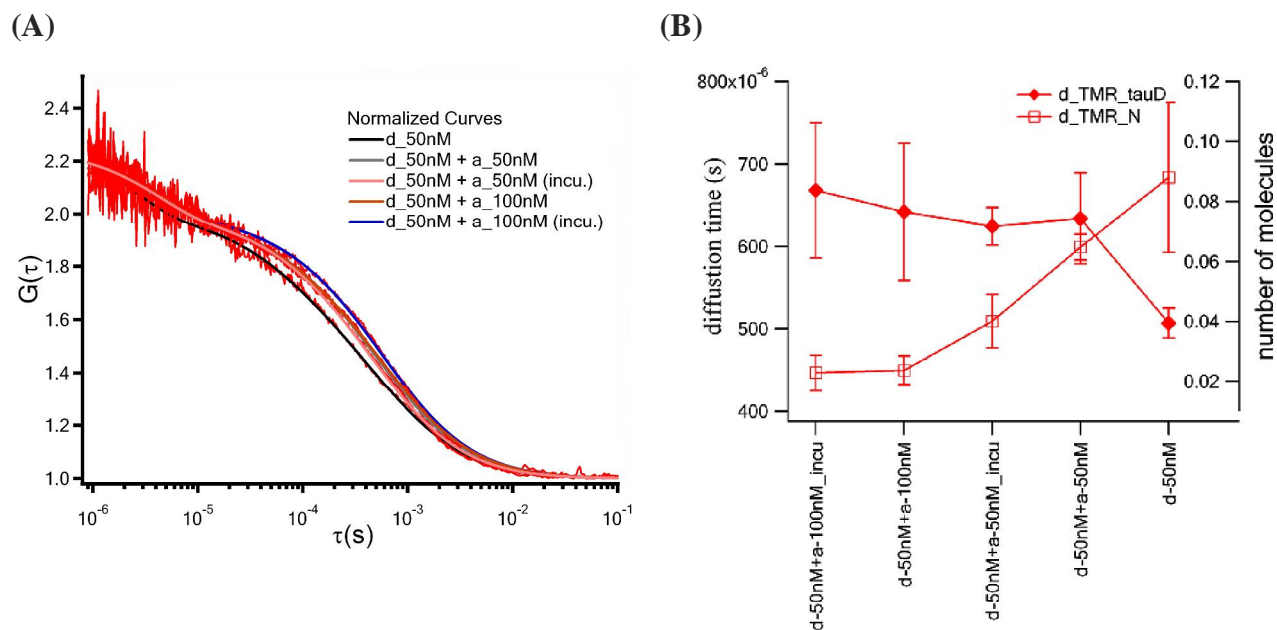 (A)
G(τ)
2.4
2.2
2.0
1.8
1.6
1.4
1.2
1.0
Normalized Curves
d_50nM
d_50nM + a_50nM
d_50nM + a_50nM (incu.)
d_50nM + a_100nM
d_50nM + a_100nM (incu.)
10⁻⁶ 10⁻⁵ 10⁻⁴ 10⁻³ 10⁻² 10⁻¹
τ(s)
(B)
diffustion time (s)
800x10⁻⁶
700
600
500
400
d_TMR_tauD
d_TMR_N
0.12
0.10
0.08
0.06
0.04
0.02
number of molecules
d-50nM+a-100nM_incu
d-50nM+a-100nM
d-50nM+a-50nM_incu
d-50nM+a-50nM
d-50nM